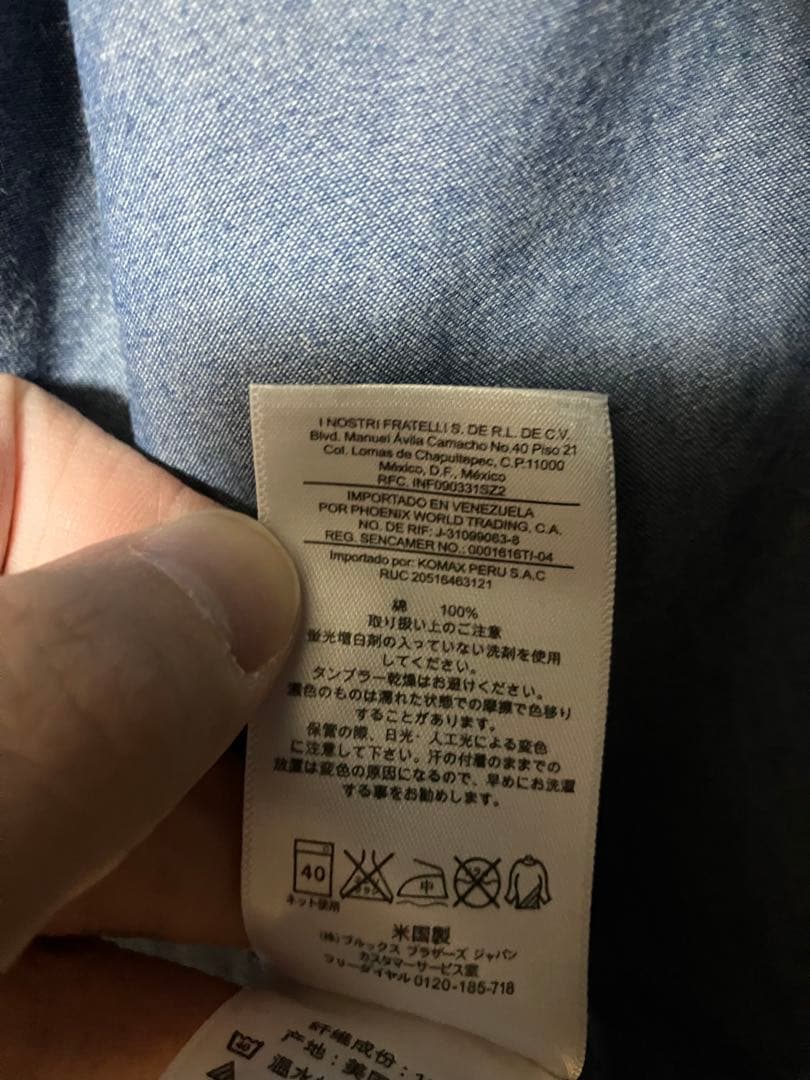 I NOSTRI FRATELLI S. DE R.L. DE C.V.
Blvd. Manuel Ávila Camacho No.40 Piso 21
Col. Lomas de Chapultepec, C.P.11000
México, D.F., México
RFC. INF090331SZ2
IMPORTADO EN VENEZUELA
POR PHOENIX WORLD TRADING, C.A.
NO. DE RIF: J-31099063-8
REG. SENCAMER NO.: 0001616TI-04
Importado por: KOMAX PERU S.A.C
RUC 20516463121
綿 100%
取り扱い上のご注意
蛍光増白剤の入っていない洗剤を使用
してください。
タンブラー乾燥はお避けください。
濃色のものは濡れた状態での摩擦で色移り
することがあります。
保管の際、日光・人工光による変色
に注意して下さい。汗の付着のままでの
放置は変色の原因になるので、早めにお洗濯
する事をお勧めします。
40 中
ネット使用
米国製
(株)ブルックス ブラザーズ ジャパン
カスタマーサービス室
フリーダイヤル 0120-185-718
纤维成份:
40 产地:美国
温水